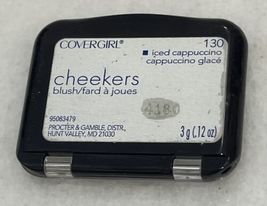 COVERGIRL® 130
iced cappuccino
cappuccino glacé
cheekers
blush/fard à joues
4180
95083479
PROCTER & GAMBLE, DISTR.,
HUNT VALLEY, MD 21030
3 g (.12 oz)